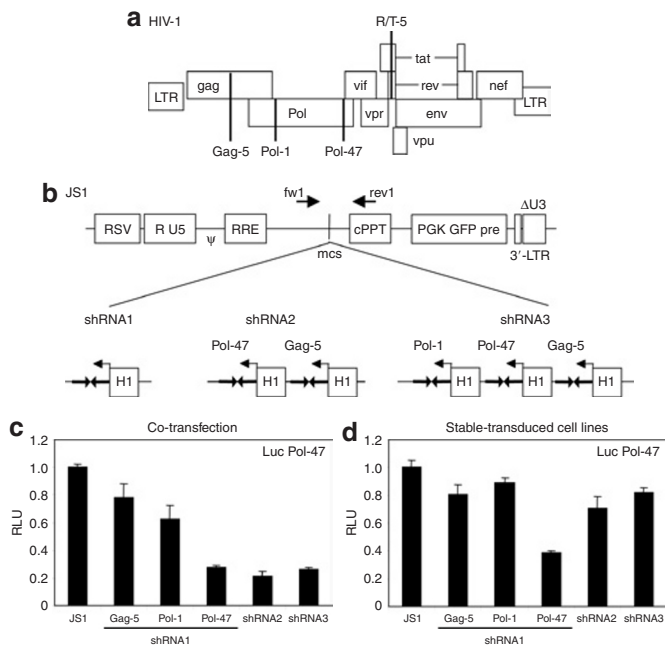 a HIV-1
R/T-5
tat
gag
vif
rev
nef
LTR
LTR
Pol
vpr
env
vpu
Gag-5
Pol-1
Pol-47
b JS1
fw1
rev1
ΔU3
RSV
R U5
RRE
cPPT
PGK GFP pre
ψ
mcs
3′-LTR
shRNA1
shRNA2
shRNA3
Pol-47
Gag-5
Pol-1
Pol-47
Gag-5
H1
H1
H1
H1
H1
H1
c Co-transfection
Luc Pol-47
1.2
1.0
0.8
0.6
0.4
0.2
0
RLU
JS1
Gag-5
Pol-1
Pol-47
shRNA2
shRNA3
shRNA1
d Stable-transduced cell lines
Luc Pol-47
1.2
1.0
0.8
0.6
0.4
0.2
0
RLU
JS1
Gag-5
Pol-1
Pol-47
shRNA2
shRNA3
shRNA1